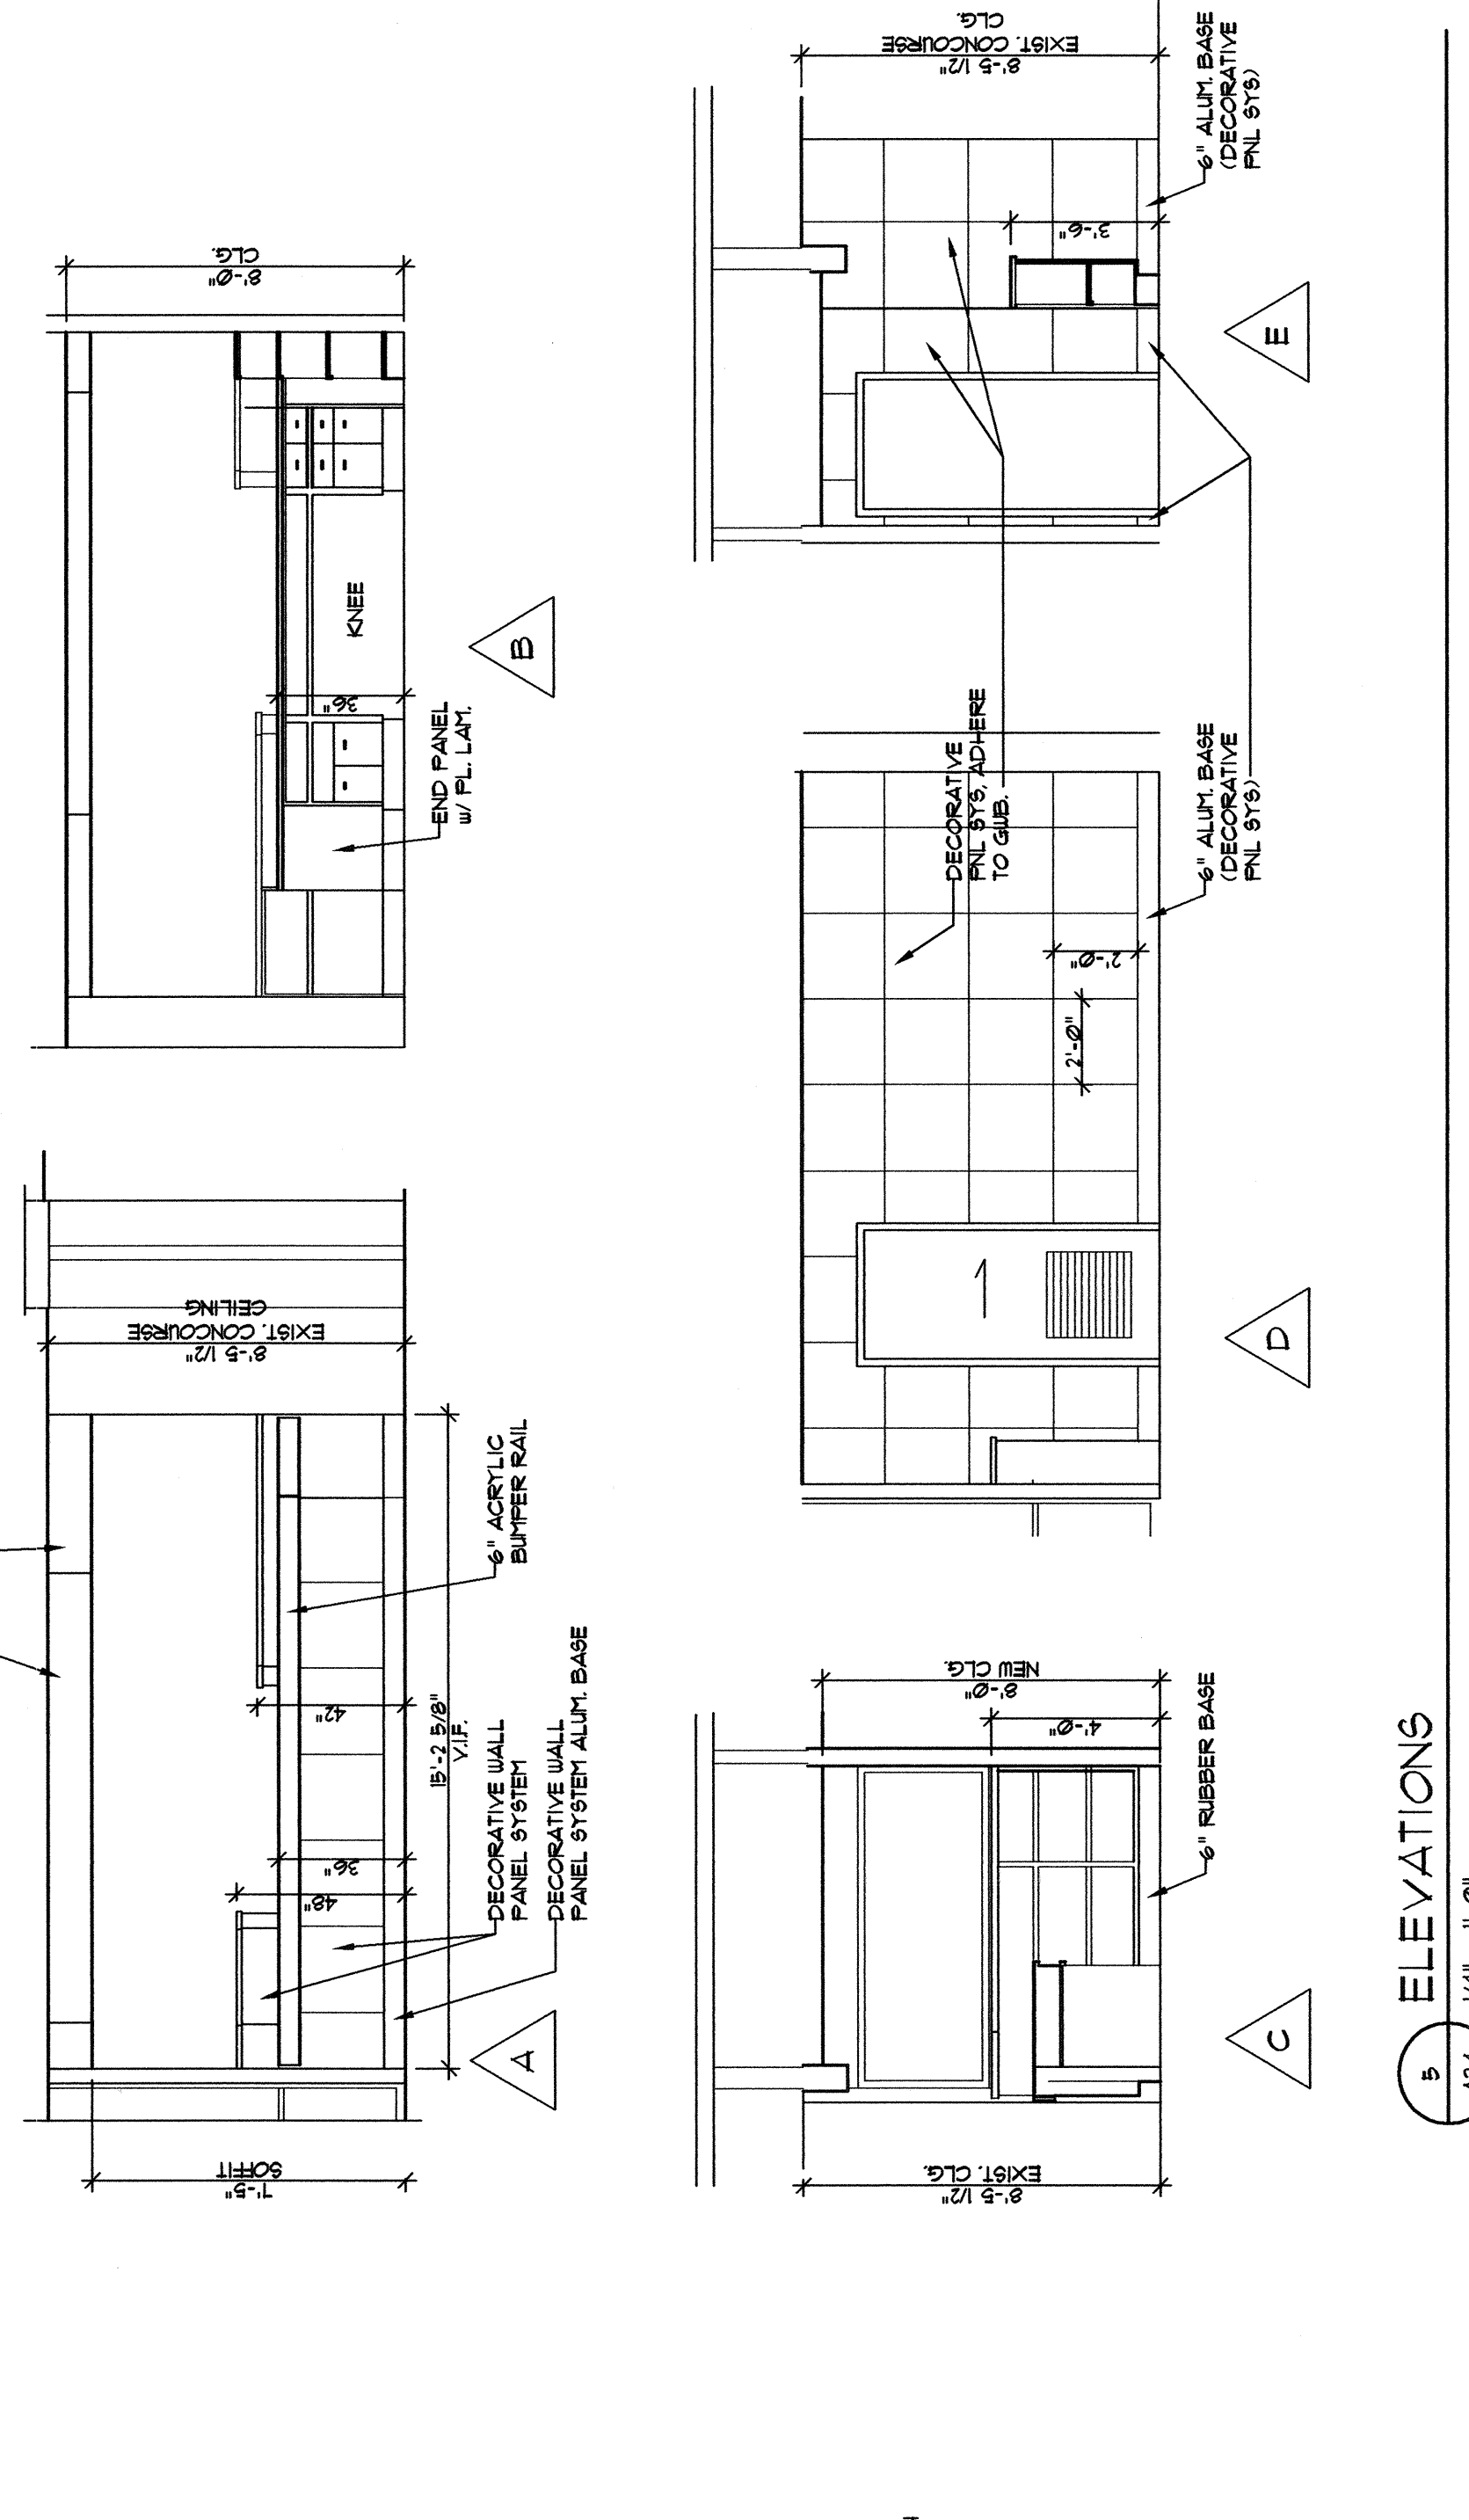 7'-5"
SOFFIT
48"
36"
42"
8'-5 1/2"
EXIST. CONCOURSE
CEILING
15'-2 5/8"
V.I.F.
DECORATIVE WALL
PANEL SYSTEM
DECORATIVE WALL
PANEL SYSTEM ALUM. BASE
6" ACRYLIC
BUMPER RAIL
A
36"
KNEE
8'-0"
CLG.
END PANEL
w/ PL. LAM.
B
8'-5 1/2"
EXIST. CLG.
4'-0"
8'-0"
NEW CLG.
6" RUBBER BASE
C
DECORATIVE
PNL SYS, ADHERE
TO GWB.
2'-0"
2'-0"
6" ALUM. BASE
(DECORATIVE
PNL SYS)
D
3'-6"
8'-5 1/2"
EXIST. CONCOURSE
CLG.
6" ALUM. BASE
(DECORATIVE
PNL SYS)
E
5
ELEVATIONS